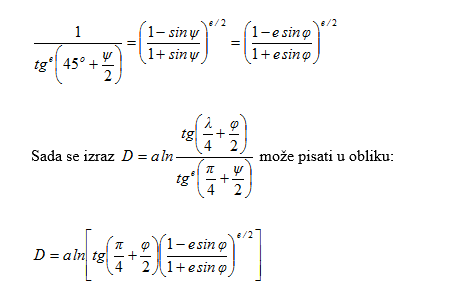 1 / tg^e(45° + ψ/2) = ((1 − sin ψ)/(1 + sin ψ))^e/2 = ((1 − e sin φ)/(1 + e sin φ))^e/2
Sada se izraz D = a ln tg(λ/4 + φ/2) / tg^e(π/4 + ψ/2) može pisati u obliku:
D = a ln[tg(π/4 + φ/2)((1 − e sin φ)/(1 + e sin φ))^e/2]